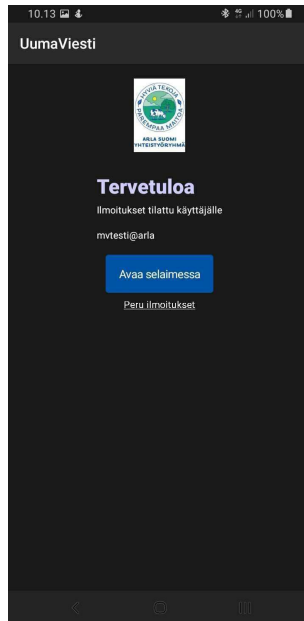 10.13
4G
100%
UumaViesti
HYVIÄ TEKOJA
PAREMPAA MAITOA
ARLA SUOMI
YHTEISTYÖRYHMÄ
Tervetuloa
Ilmoitukset tilattu käyttäjälle
mvtesti@arla
Avaa selaimessa
Peru ilmoitukset